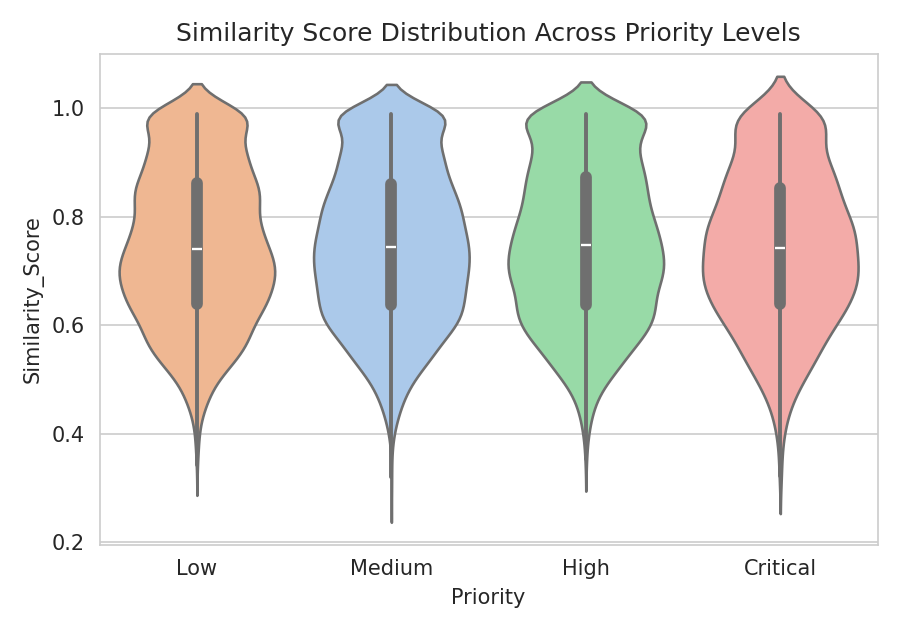 Similarity Score Distribution Across Priority Levels
1.0
0.8
0.6
0.4
0.2
Similarity_Score
Low Medium High Critical
Priority